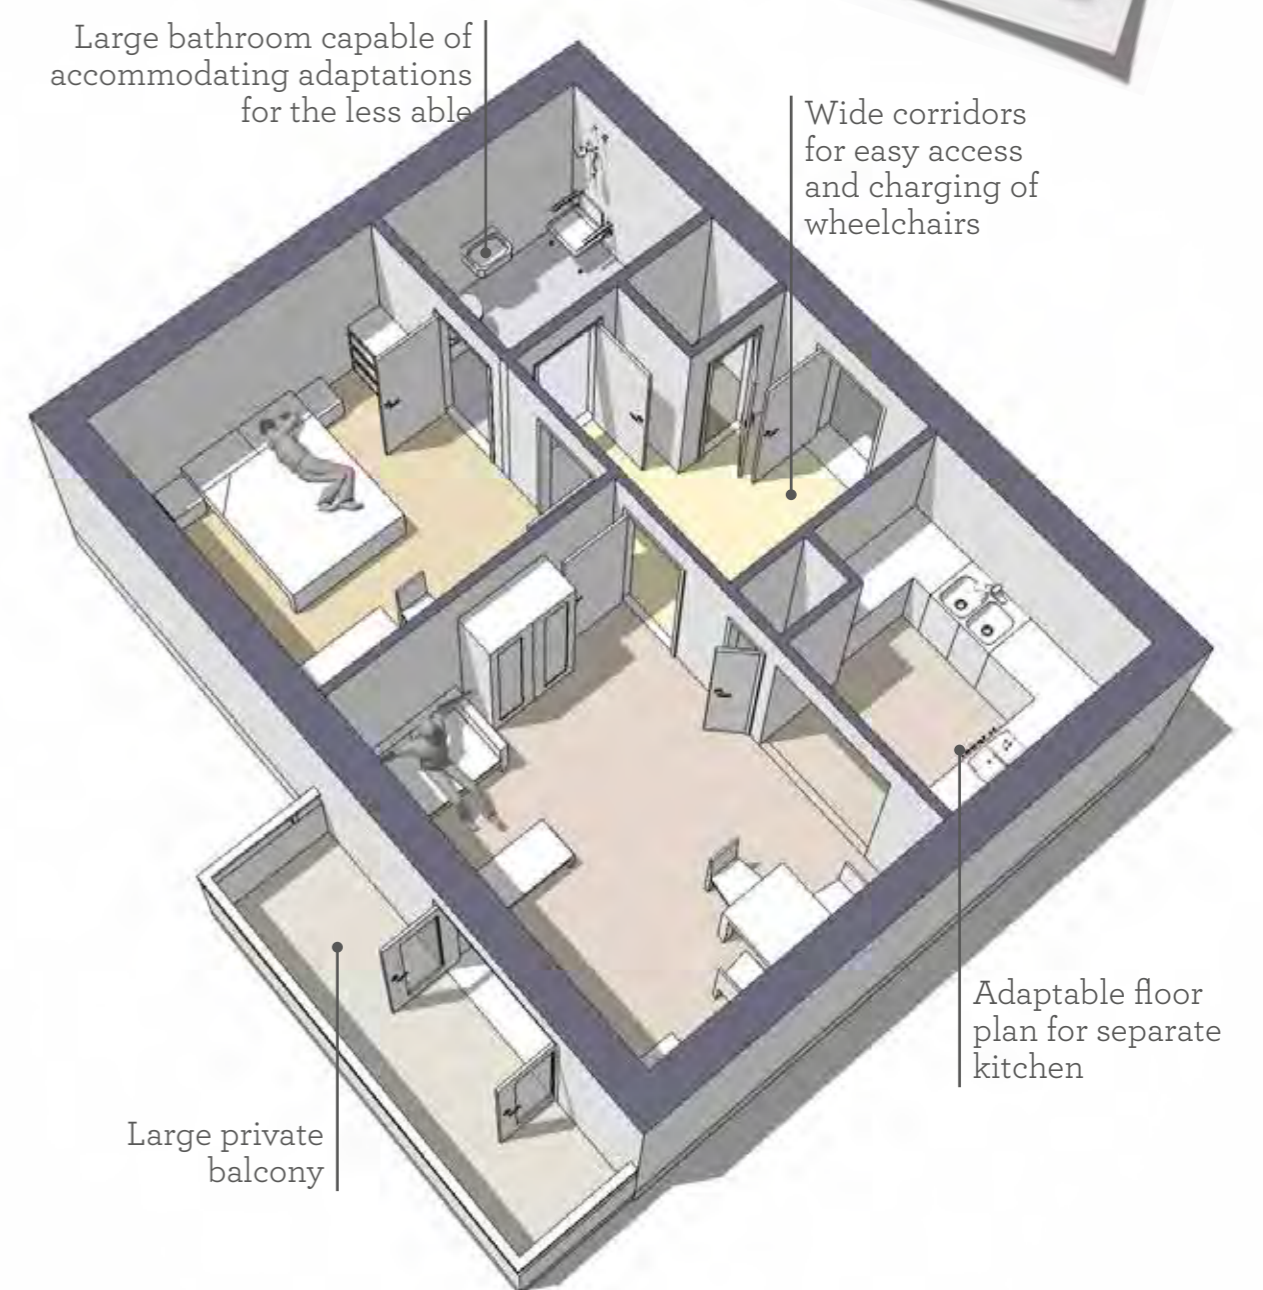 Large bathroom capable of
accommodating adaptations
for the less able
Wide corridors
for easy access
and charging of
wheelchairs
Adaptable floor
plan for separate
kitchen
Large private
balcony